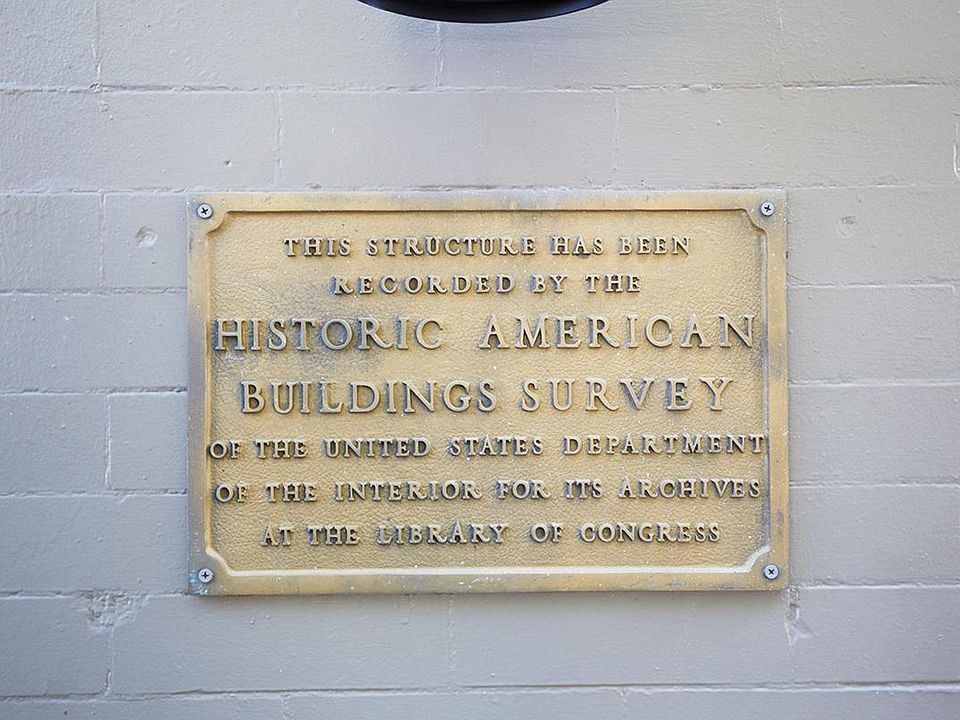 THIS STRUCTURE HAS BEEN
RECORDED BY THE
HISTORIC AMERICAN
BUILDINGS SURVEY
OF THE UNITED STATES DEPARTMENT
OF THE INTERIOR FOR ITS ARCHIVES
AT THE LIBRARY OF CONGRESS